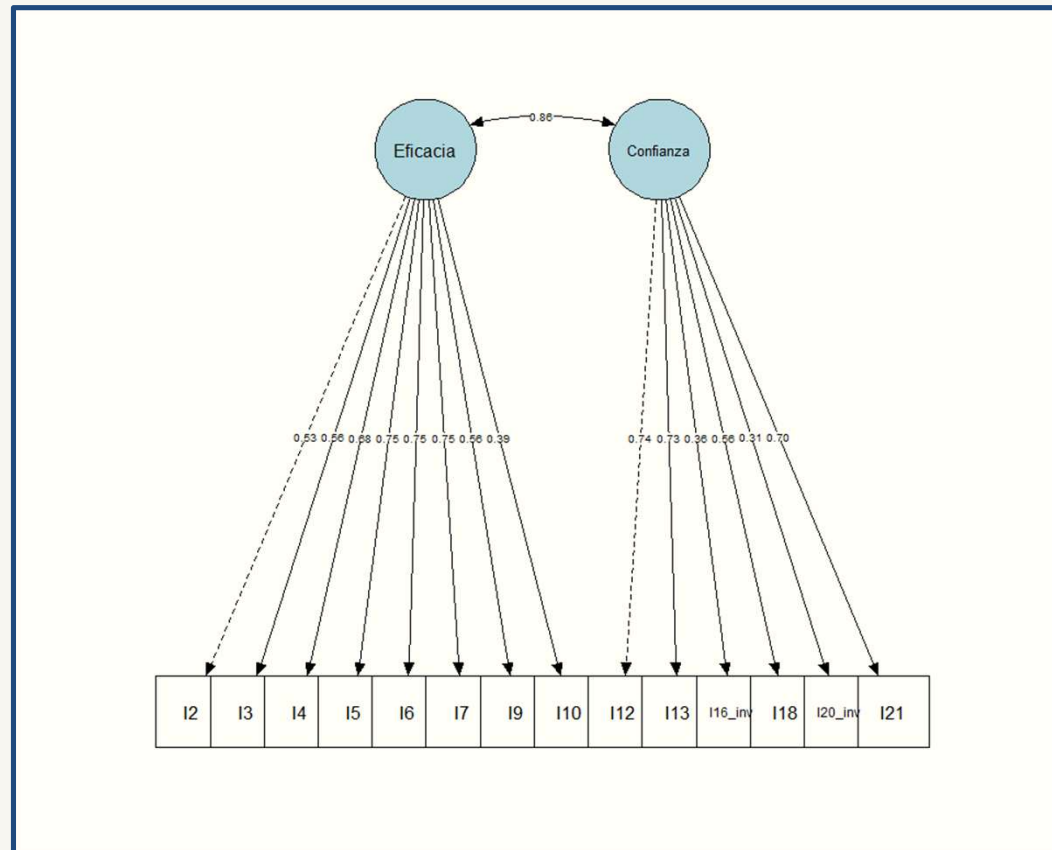 0.86
Eficacia Confianza
0.53 0.56 0.68 0.75 0.75 0.75 0.56 0.39 0.74 0.73 0.36 0.56 0.31 0.70
I2 I3 I4 I5 I6 I7 I9 I10 I12 I13 I16_inv I18 I20_inv I21